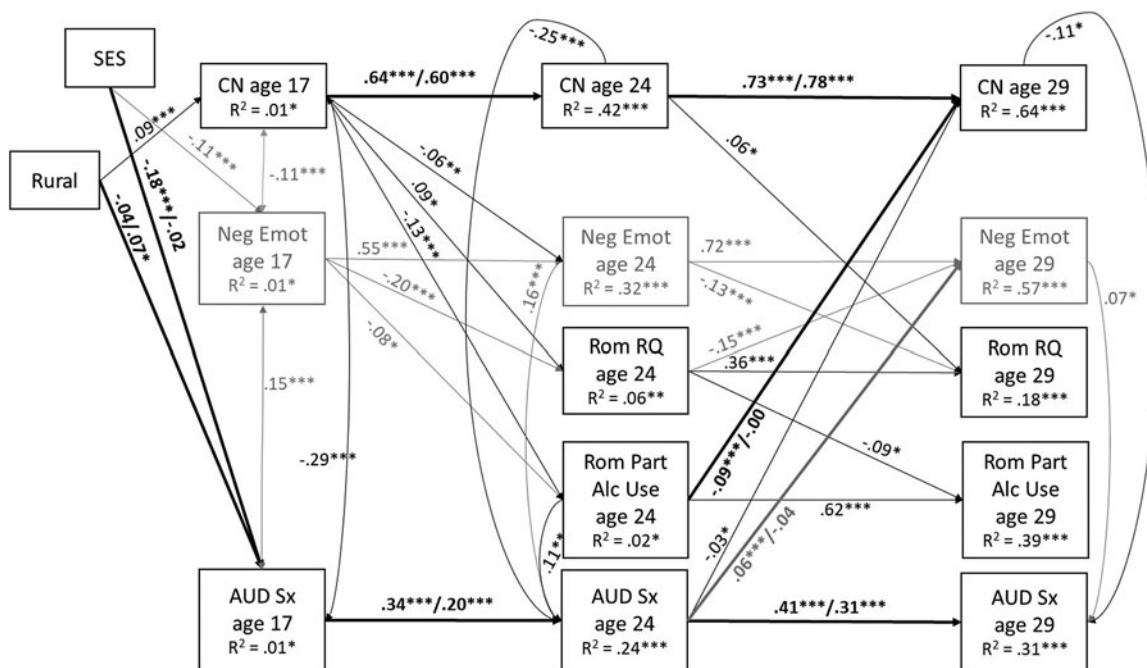 SES
Rural
CN age 17
R² = .01*
CN age 24
R² = .42***
CN age 29
R² = .64***
Neg Emot
age 17
R² = .01*
Neg Emot
age 24
R² = .32***
Neg Emot
age 29
R² = .57***
Rom RQ
age 24
R² = .06**
Rom RQ
age 29
R² = .18***
Rom Part
Alc Use
age 24
R² = .02*
Rom Part
Alc Use
age 29
R² = .39***
AUD Sx
age 17
R² = .01*
AUD Sx
age 24
R² = .24***
AUD Sx
age 29
R² = .31***
-.25***
-.11*
.64***/.60***
.73***/.78***
.09***
-.11***
-.11***
-.18***/-.02
-.04/.07*
-.06**
.09*
-.13***
.06*
.55***
-.20***
-.08*
.16***
.72***
-.13***
-.15***
.36***
.07*
.15***
-.29***
-.09***/-.00
-.09*
.62***
-.03*
.06***/-.04
.11**
.34***/.20***
.41***/.31***